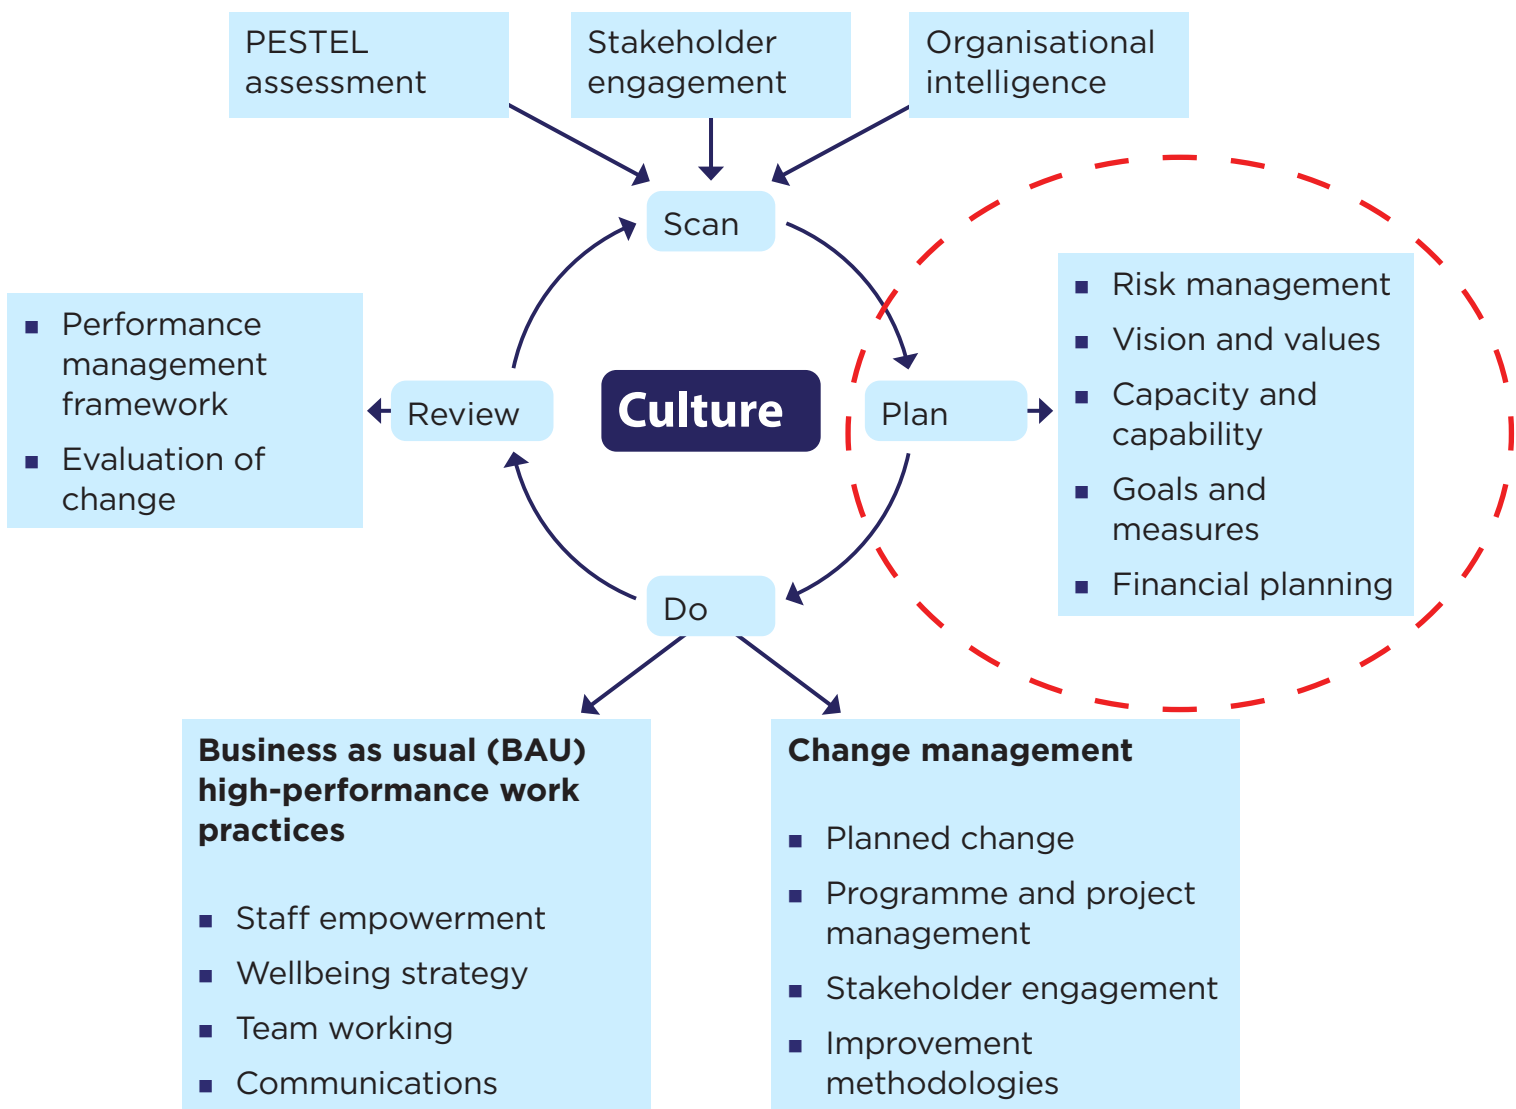 PESTEL
assessment
Stakeholder
engagement
Organisational
intelligence
Scan
Risk management
Vision and values
Capacity and
capability
Goals and
measures
Financial planning
Performance
management
framework
Evaluation of
change
Review
Culture
Plan
Do
Business as usual (BAU)
high-performance work
practices
Staff empowerment
Wellbeing strategy
Team working
Communications
Change management
Planned change
Programme and project
management
Stakeholder engagement
Improvement
methodologies